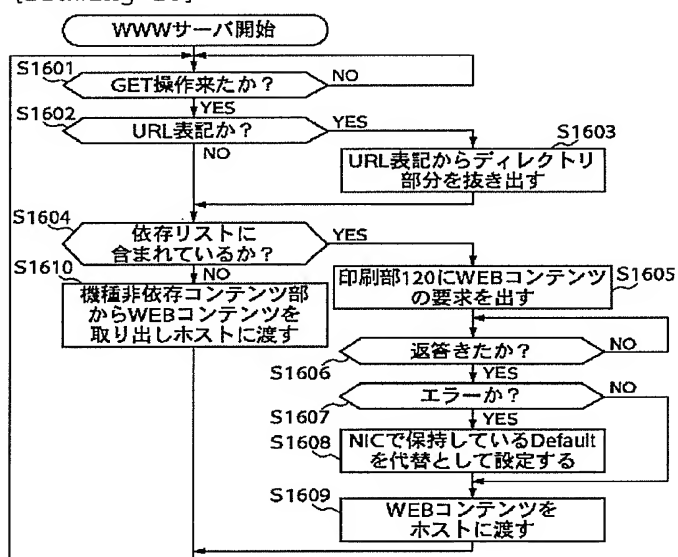 WWWサーバ開始
S1601
GET操作来たか？
NO
YES
S1602
URL表記か？
YES
NO
S1603
URL表記からディレクトリ
部分を抜き出す
S1604
依存リストに
含まれているか？
YES
NO
S1610
機種非依存コンテンツ部
からWEBコンテンツを
取り出しホストに渡す
印刷部120にWEBコンテンツ
の要求を出す
S1605
返答きたか？
NO
S1606
YES
エラーか？
NO
S1607
YES
S1608
NICで保持しているDefault
を代替として設定する
S1609
WEBコンテンツを
ホストに渡す